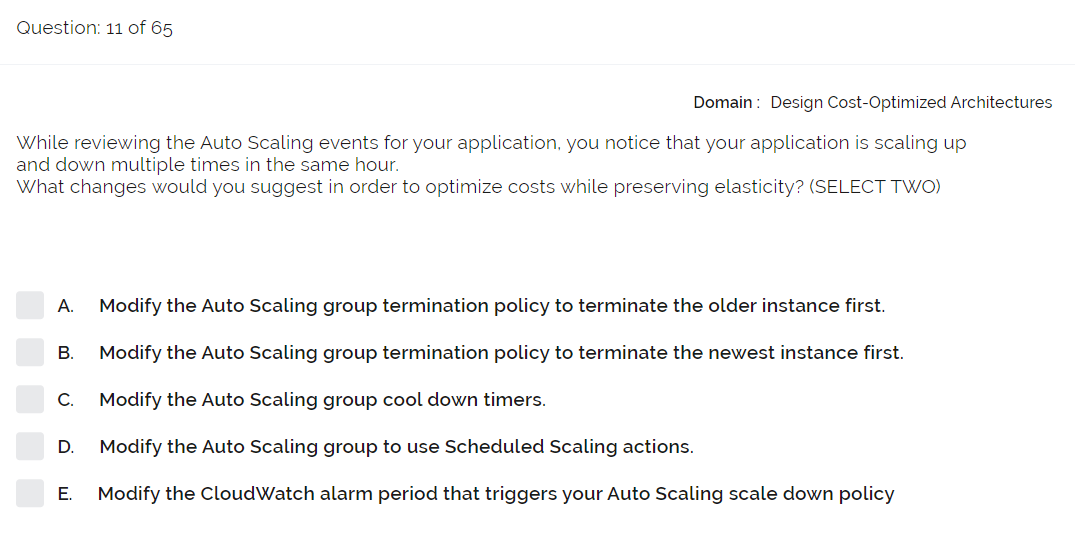 Question: 11 of 65
Domain : Design Cost-Optimized Architectures
While reviewing the Auto Scaling events for your application, you notice that your application is scaling up
and down multiple times in the same hour.
What changes would you suggest in order to optimize costs while preserving elasticity? (SELECT TWO)
A. Modify the Auto Scaling group termination policy to terminate the older instance first.
B. Modify the Auto Scaling group termination policy to terminate the newest instance first.
C. Modify the Auto Scaling group cool down timers.
D. Modify the Auto Scaling group to use Scheduled Scaling actions.
E. Modify the CloudWatch alarm period that triggers your Auto Scaling scale down policy